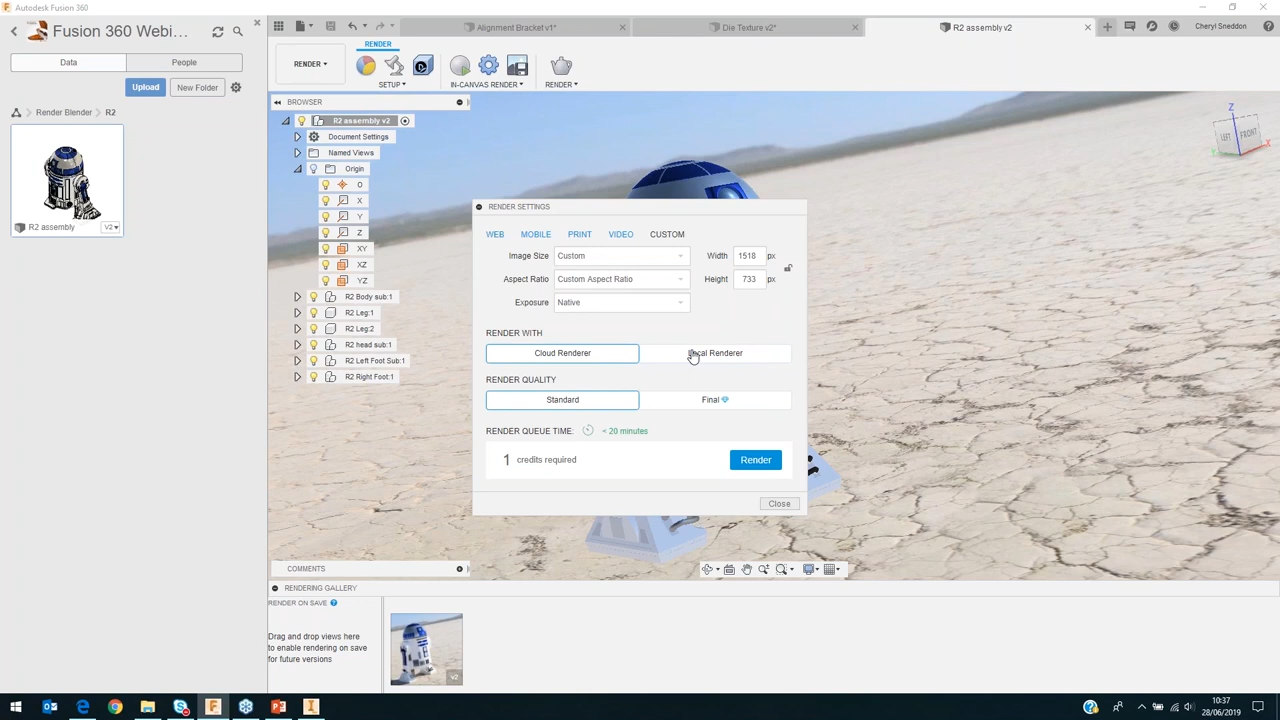 Autodesk Fusion 360
Fusion 360 Webi...
Data
People
Upload
New Folder
Render Blender
R2
R2 assembly
V2
Alignment Bracket v1*
Die Texture v2*
R2 assembly v2
Cheryl Sneddon
RENDER
RENDER
SETUP
IN-CANVAS RENDER
RENDER
BROWSER
R2 assembly v2
Document Settings
Named Views
Origin
O
X
Y
Z
XY
XZ
YZ
R2 Body sub:1
R2 Leg:1
R2 Leg:2
R2 head sub:1
R2 Left Foot Sub:1
R2 Right Foot:1
Z
LEFT
FRONT
X
Y
RENDER SETTINGS
WEB
MOBILE
PRINT
VIDEO
CUSTOM
Image Size
Custom
Width
1518
px
Aspect Ratio
Custom Aspect Ratio
Height
733
px
Exposure
Native
RENDER WITH
Cloud Renderer
Renderer
RENDER QUALITY
Standard
Final
RENDER QUEUE TIME:
< 20 minutes
1 credits required
Render
Close
COMMENTS
RENDERING GALLERY
RENDER ON SAVE
Drag and drop views here
to enable rendering on save
for future versions
v2
10:37
28/06/2019